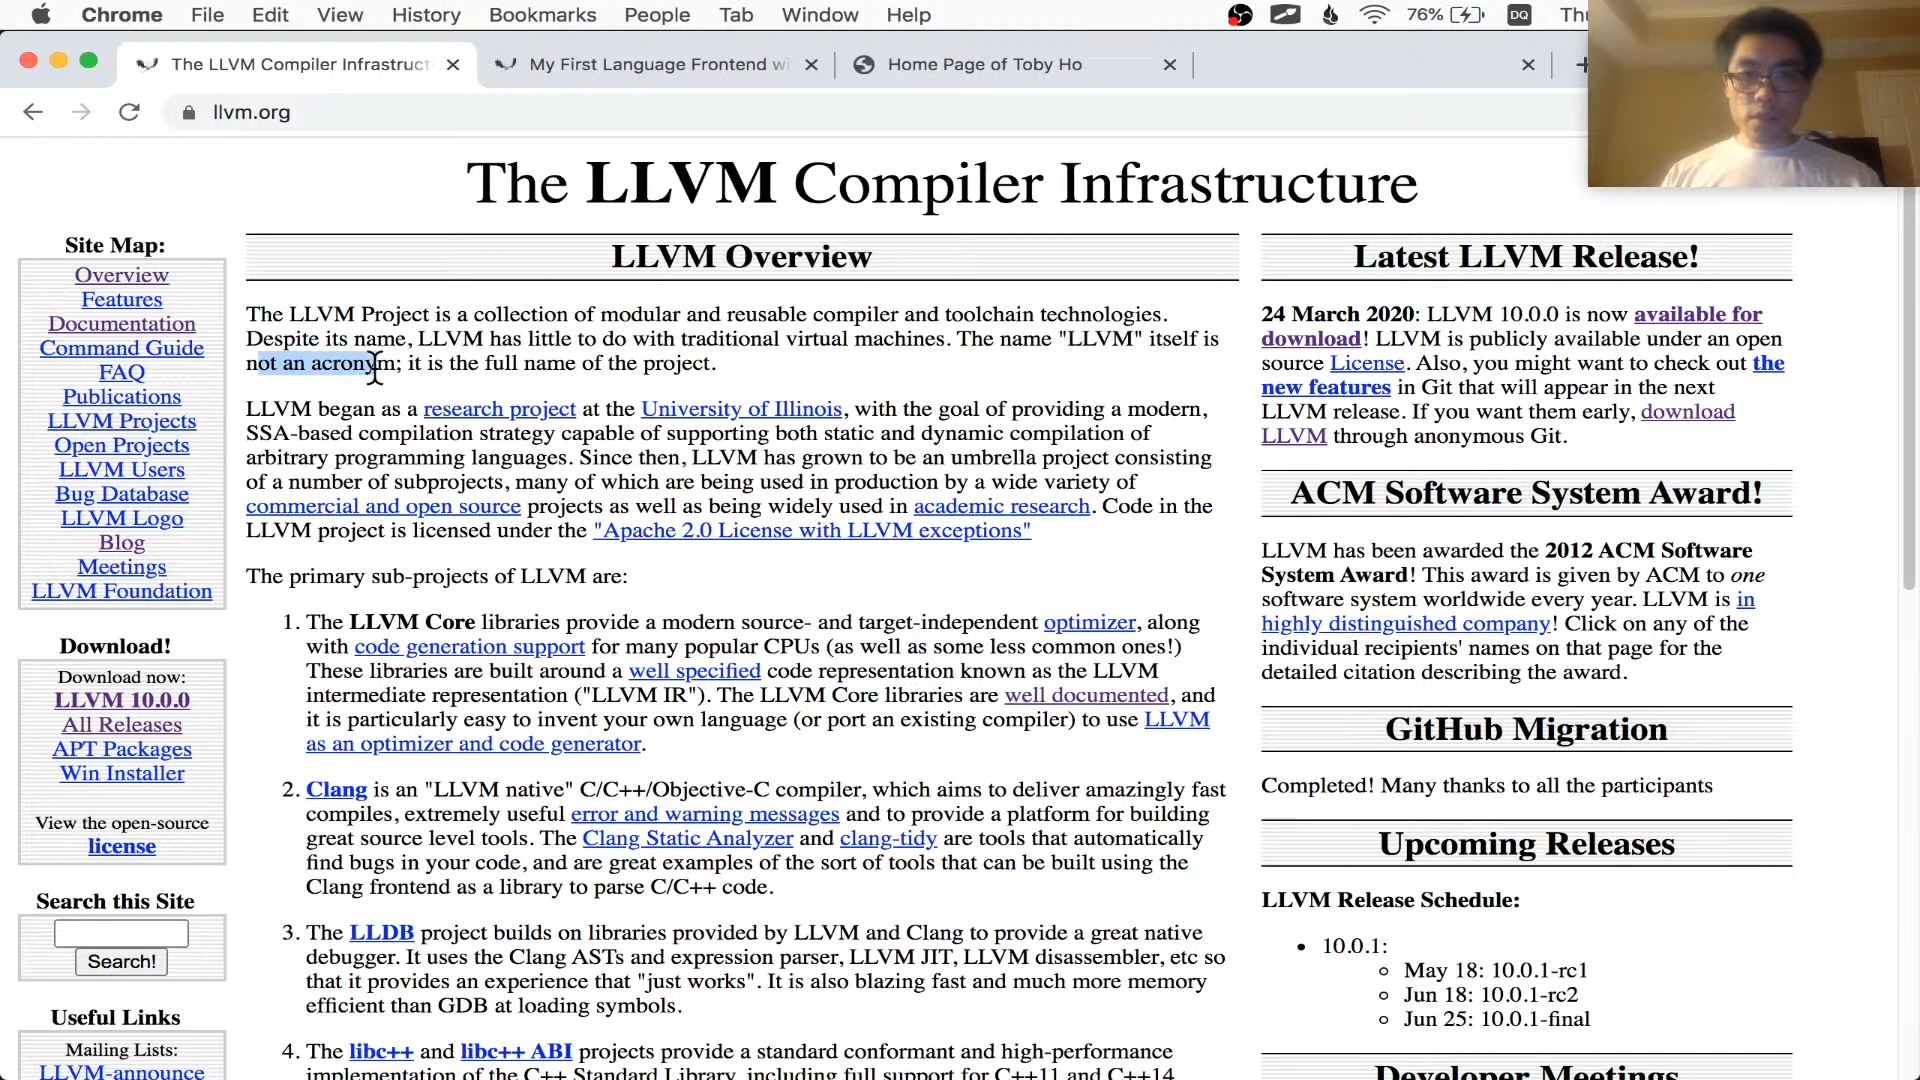 Chrome File Edit View History Bookmarks People Tab Window Help 76% DQ Thu
The LLVM Compiler Infrastruct My First Language Frontend wi Home Page of Toby Ho
llvm.org
The LLVM Compiler Infrastructure
Site Map:
Overview
Features
Documentation
Command Guide
FAQ
Publications
LLVM Projects
Open Projects
LLVM Users
Bug Database
LLVM Logo
Blog
Meetings
LLVM Foundation
Download!
Download now:
LLVM 10.0.0
All Releases
APT Packages
Win Installer
View the open-source
license
Search this Site
Search!
Useful Links
Mailing Lists:
LLVM-announce
LLVM Overview
The LLVM Project is a collection of modular and reusable compiler and toolchain technologies.
Despite its name, LLVM has little to do with traditional virtual machines. The name "LLVM" itself is
not an acronym; it is the full name of the project.
LLVM began as a research project at the University of Illinois, with the goal of providing a modern,
SSA-based compilation strategy capable of supporting both static and dynamic compilation of
arbitrary programming languages. Since then, LLVM has grown to be an umbrella project consisting
of a number of subprojects, many of which are being used in production by a wide variety of
commercial and open source projects as well as being widely used in academic research. Code in the
LLVM project is licensed under the "Apache 2.0 License with LLVM exceptions"
The primary sub-projects of LLVM are:
1. The LLVM Core libraries provide a modern source- and target-independent optimizer, along
with code generation support for many popular CPUs (as well as some less common ones!)
These libraries are built around a well specified code representation known as the LLVM
intermediate representation ("LLVM IR"). The LLVM Core libraries are well documented, and
it is particularly easy to invent your own language (or port an existing compiler) to use LLVM
as an optimizer and code generator.
2. Clang is an "LLVM native" C/C++/Objective-C compiler, which aims to deliver amazingly fast
compiles, extremely useful error and warning messages and to provide a platform for building
great source level tools. The Clang Static Analyzer and clang-tidy are tools that automatically
find bugs in your code, and are great examples of the sort of tools that can be built using the
Clang frontend as a library to parse C/C++ code.
3. The LLDB project builds on libraries provided by LLVM and Clang to provide a great native
debugger. It uses the Clang ASTs and expression parser, LLVM JIT, LLVM disassembler, etc so
that it provides an experience that "just works". It is also blazing fast and much more memory
efficient than GDB at loading symbols.
4. The libc++ and libc++ ABI projects provide a standard conformant and high-performance
implementation of the C++ Standard Library, including full support for C++11 and C++14.
Latest LLVM Release!
24 March 2020: LLVM 10.0.0 is now available for
download! LLVM is publicly available under an open
source License. Also, you might want to check out the
new features in Git that will appear in the next
LLVM release. If you want them early, download
LLVM through anonymous Git.
ACM Software System Award!
LLVM has been awarded the 2012 ACM Software
System Award! This award is given by ACM to one
software system worldwide every year. LLVM is in
highly distinguished company! Click on any of the
individual recipients' names on that page for the
detailed citation describing the award.
GitHub Migration
Completed! Many thanks to all the participants
Upcoming Releases
LLVM Release Schedule:
10.0.1:
May 18: 10.0.1-rc1
Jun 18: 10.0.1-rc2
Jun 25: 10.0.1-final
Developer Meetings